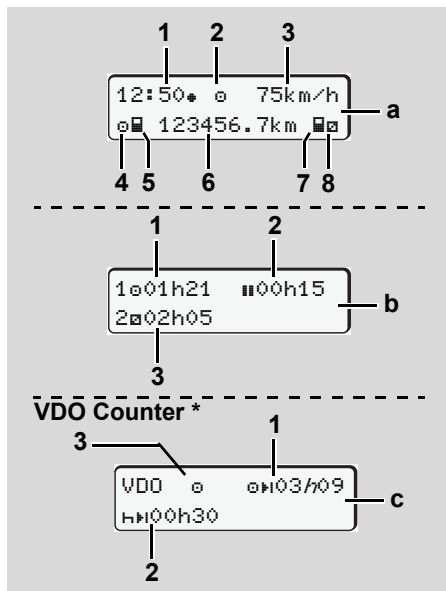 1 2 3
12:50● ⊙ 75km/h
a
⊙▮ 123456.7km ▮⧄
4 5 6 7 8
1 2
1⊙01h21 ıı00h15
b
2⧄02h05
3
VDO Counter *
1
3
VDO ⊙ ⊙▶|03h09
c
⊢▶|00h30
2